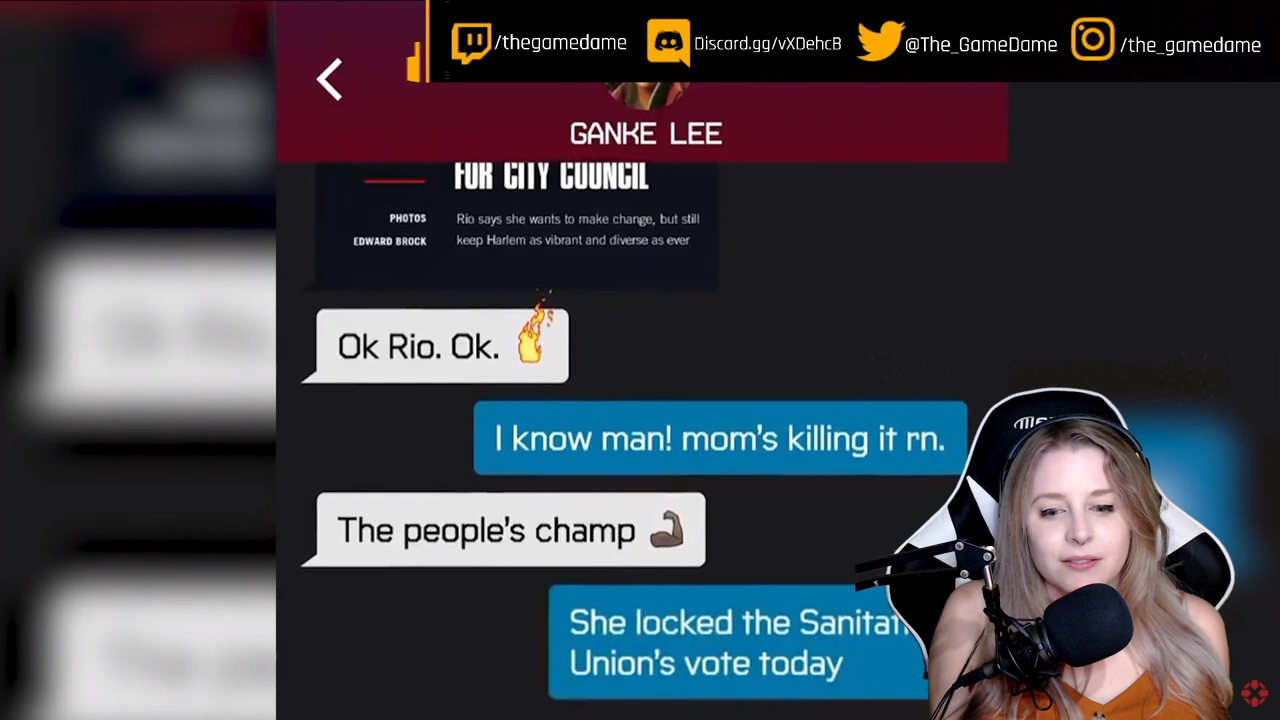 /thegamedame
Discord.gg/vXDehcB
@The_GameDame
/the_gamedame
GANKE LEE
FOR CITY COUNCIL
PHOTOS
EDWARD BROCK
Rio says she wants to make change, but still
keep Harlem as vibrant and diverse as ever
Ok Rio. Ok.
I know man! mom's killing it rn.
The people's champ
She locked the
Union's vote today